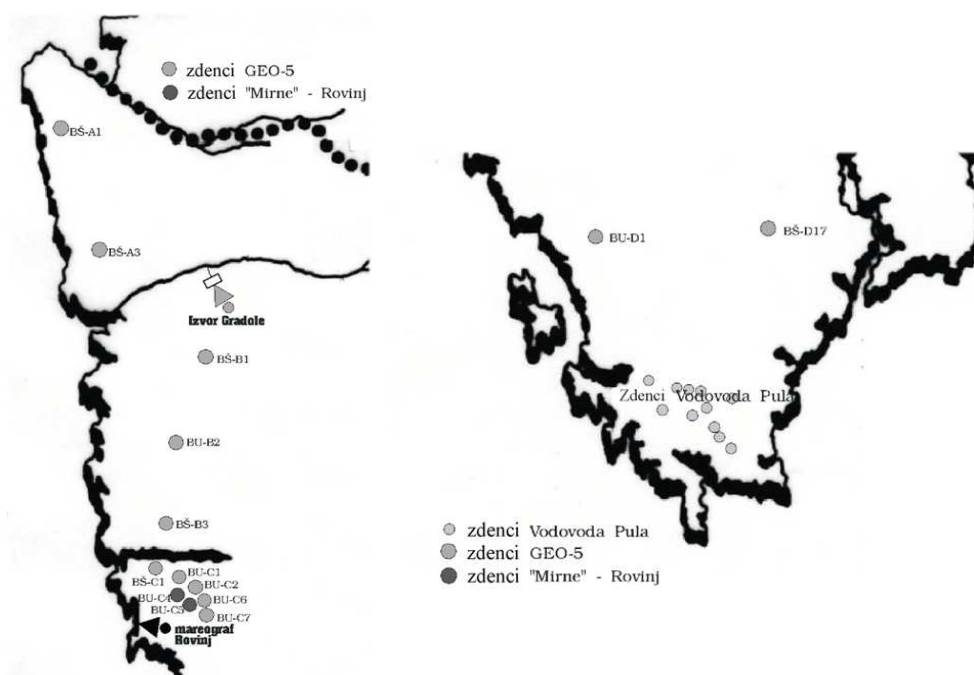 zdenci GEO-5
zdenci "Mirne" - Rovinj
BŠ-A1
BŠ-A3
Izvor Gradole
BŠ-B1
BU-B2
BŠ-B3
BŠ-C1
BU-C1
BU-C2
BU-C4
BU-C6
BU-C5
BU-C7
mareograf
Rovinj
BU-D1
BŠ-D17
Zdenci Vodovoda Pula
zdenci Vodovoda Pula
zdenci GEO-5
zdenci "Mirne" - Rovinj